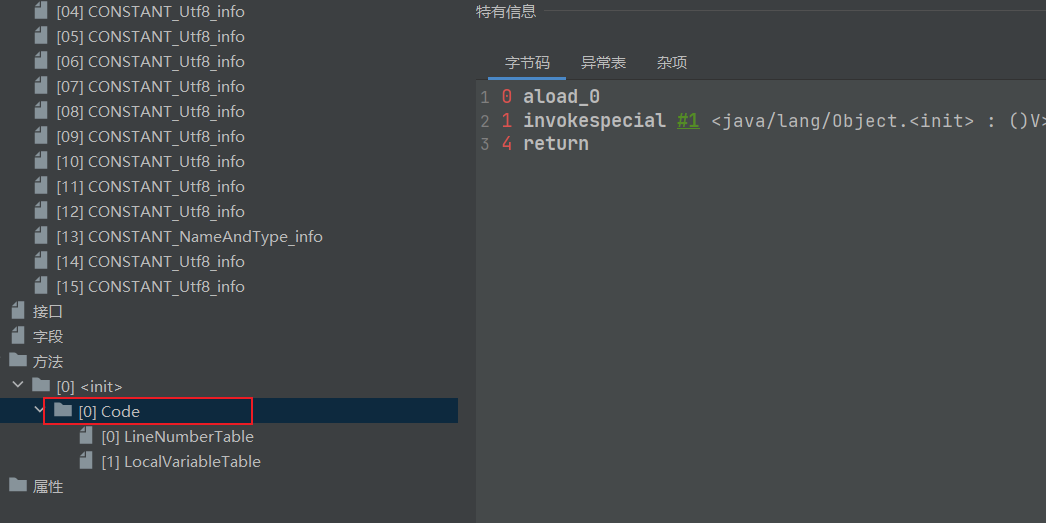 [04] CONSTANT_Utf8_info
[05] CONSTANT_Utf8_info
[06] CONSTANT_Utf8_info
[07] CONSTANT_Utf8_info
[08] CONSTANT_Utf8_info
[09] CONSTANT_Utf8_info
[10] CONSTANT_Utf8_info
[11] CONSTANT_Utf8_info
[12] CONSTANT_Utf8_info
[13] CONSTANT_NameAndType_info
[14] CONSTANT_Utf8_info
[15] CONSTANT_Utf8_info
接口
字段
方法
[0] <init>
[0] Code
[0] LineNumberTable
[1] LocalVariableTable
属性
特有信息
字节码 异常表 杂项
1 0 aload_0
2 1 invokespecial #1 <java/lang/Object.<init> : ()V>
3 4 return